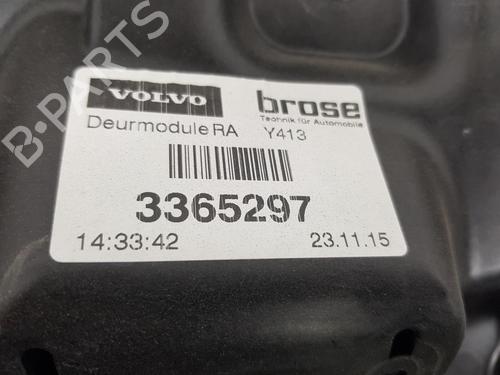 VOLVO brose
Technik für Automobile
Deurmodule RA Y413
3365297
14:33:42 23.11.15
B-PARTS